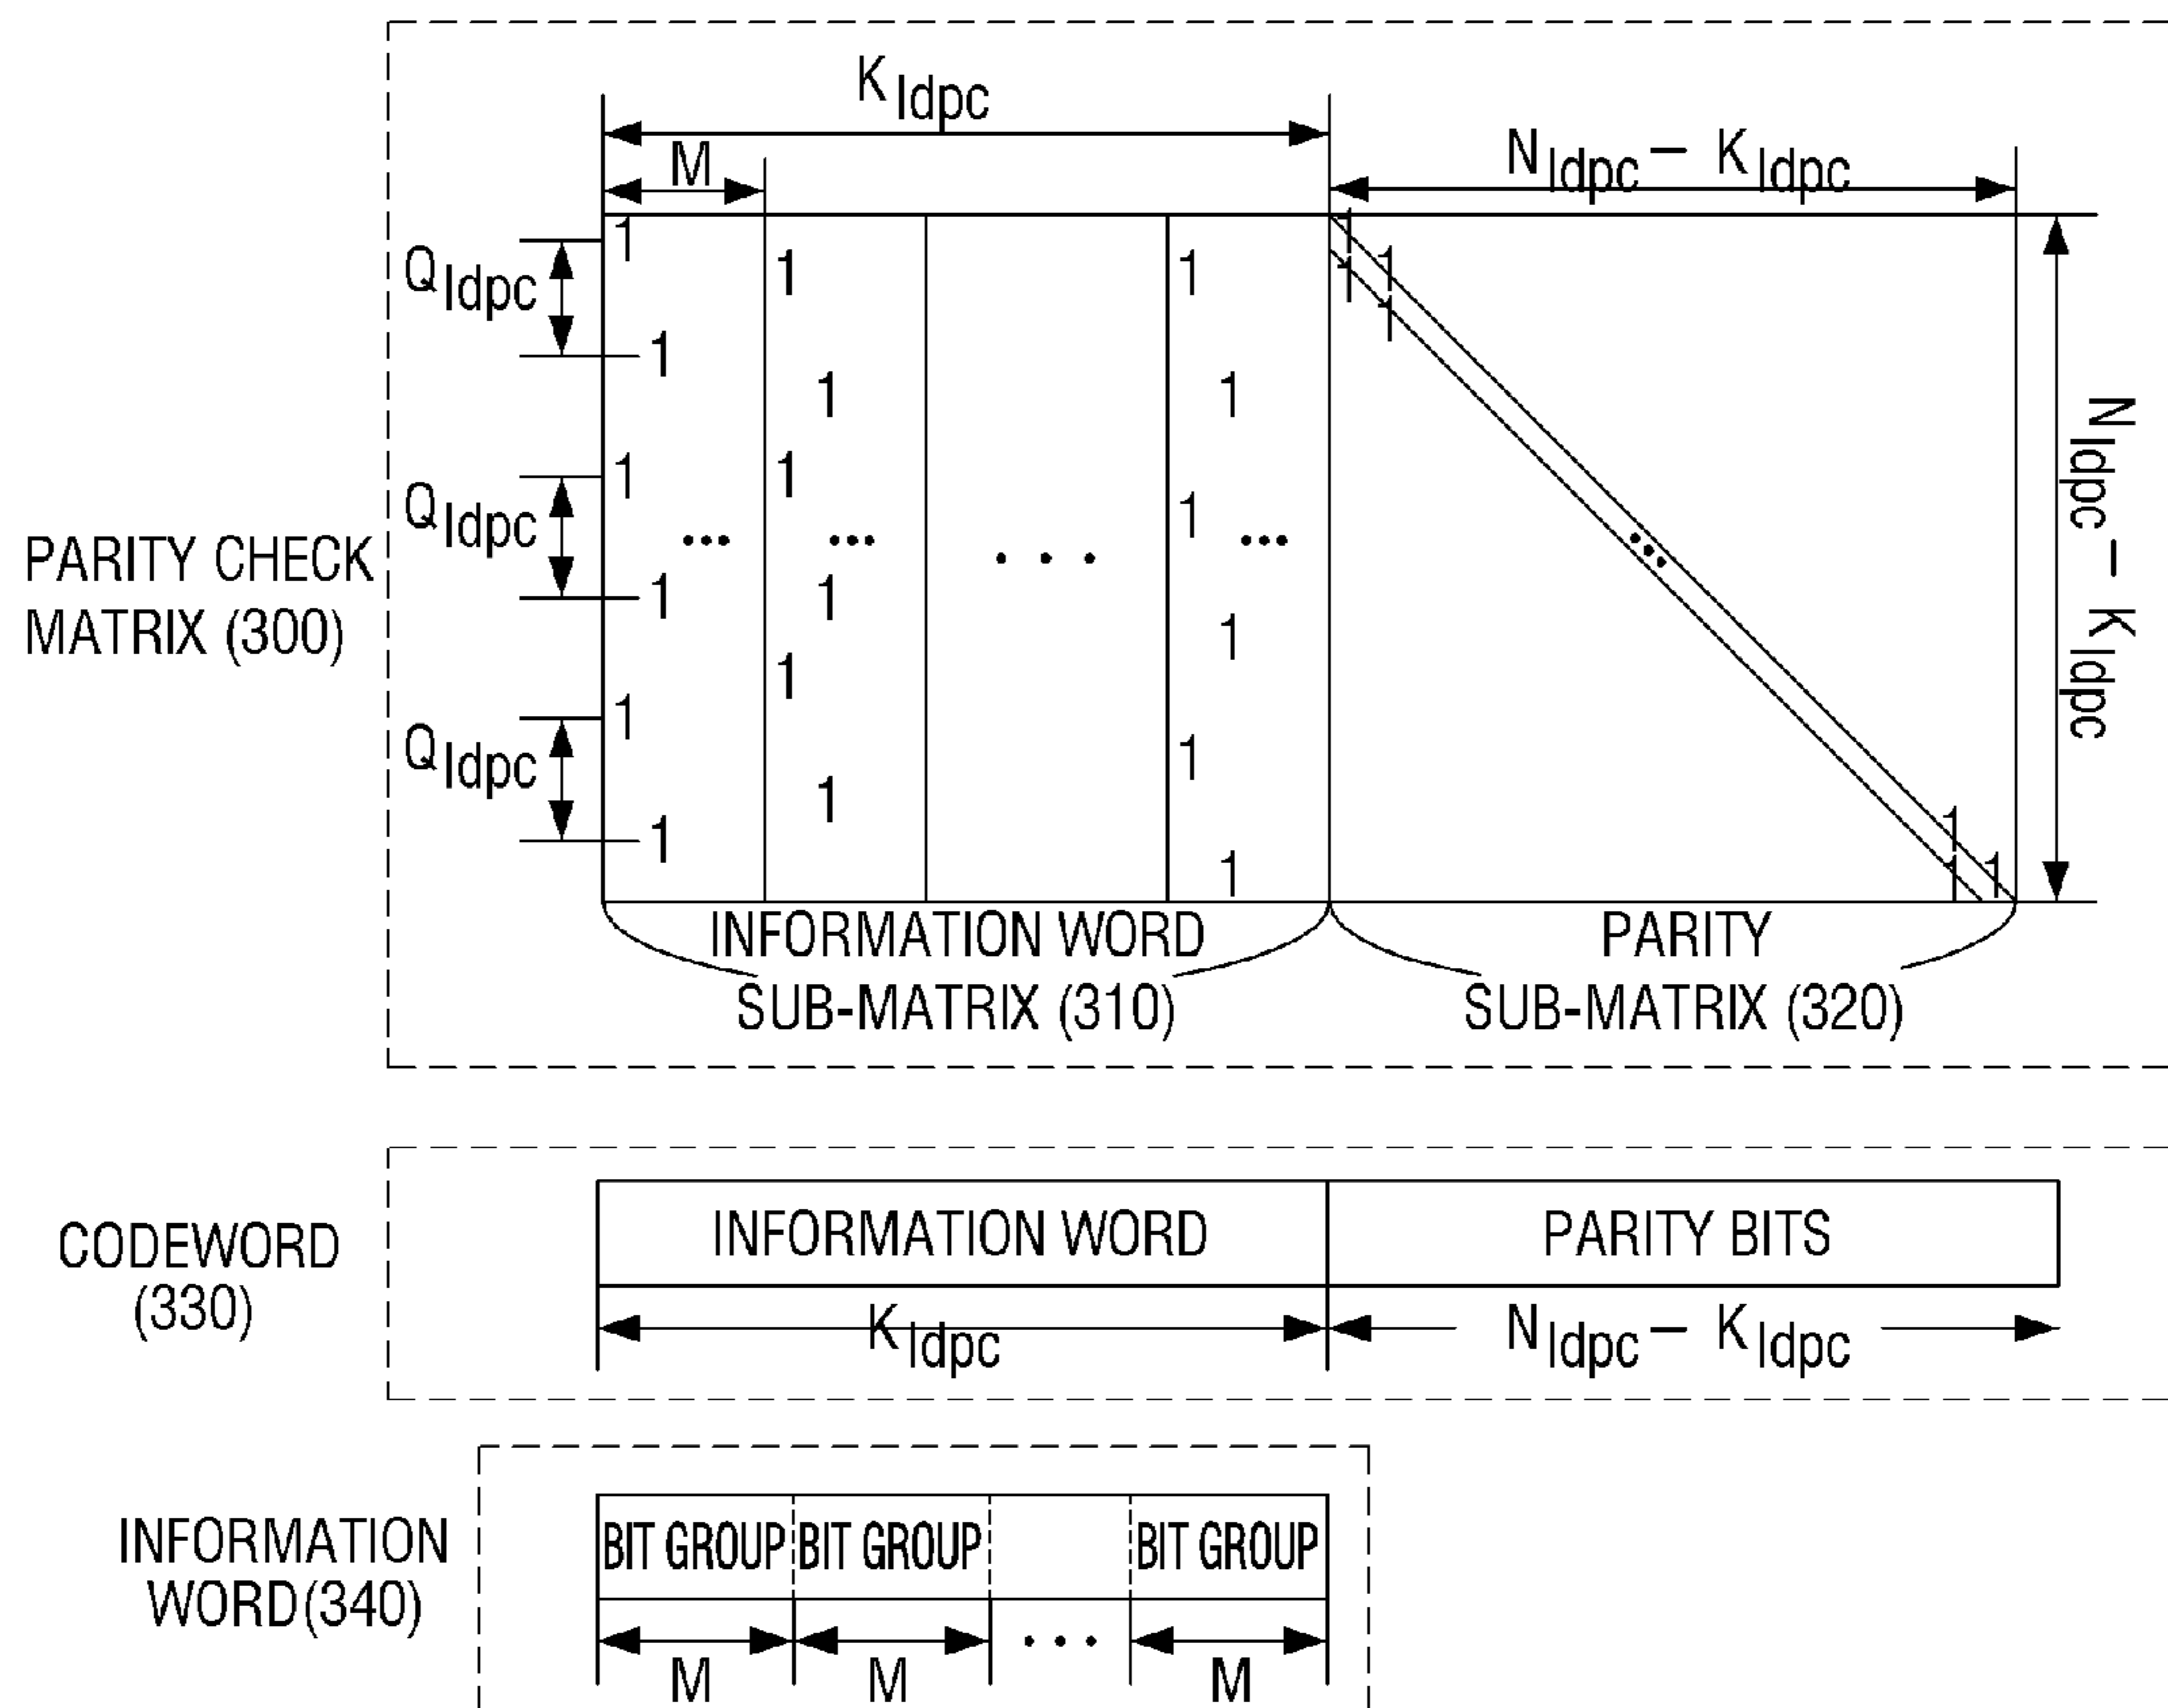 K ldpc
M
N ldpc – K ldpc
1 1 1 1
Q ldpc 1 1
1 1
1 1 1
1 1
Q ldpc 1
... ... . . . ...
PARITY CHECK
MATRIX (300)
1 1 1
1
1 1
Q ldpc 1
1 1
1 1 1
N ldpc – K ldpc
INFORMATION WORD
SUB-MATRIX (310)
PARITY
SUB-MATRIX (320)
CODEWORD
(330)
INFORMATION WORD PARITY BITS
K ldpc N ldpc – K ldpc
INFORMATION
WORD(340)
BIT GROUP BIT GROUP BIT GROUP
...
M M M